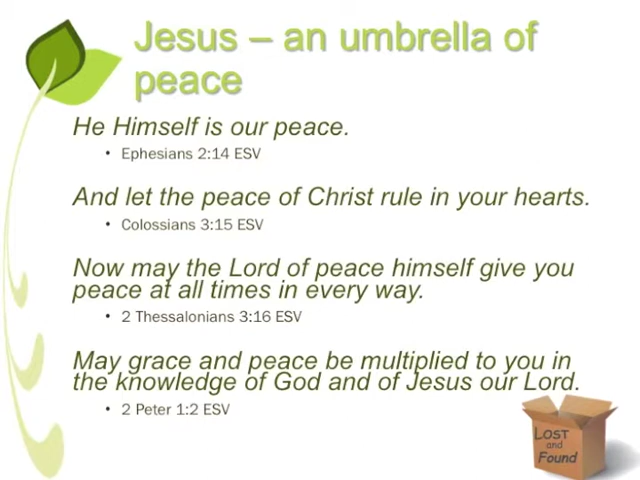 Jesus – an umbrella of
peace
He Himself is our peace.
• Ephesians 2:14 ESV
And let the peace of Christ rule in your hearts.
• Colossians 3:15 ESV
Now may the Lord of peace himself give you
peace at all times in every way.
• 2 Thessalonians 3:16 ESV
May grace and peace be multiplied to you in
the knowledge of God and of Jesus our Lord.
• 2 Peter 1:2 ESV
LOST
and
Found